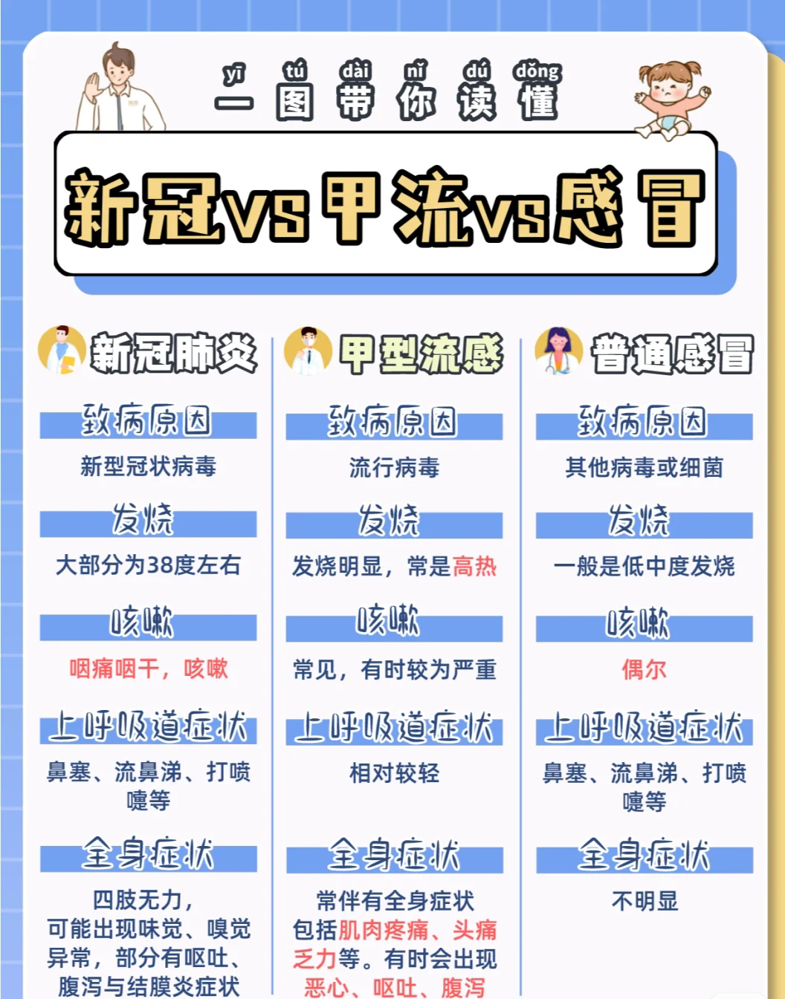 yī tú dài nǐ dú dǒng
一图带你读懂
新冠vs甲流vs感冒
新冠肺炎
致病原因
新型冠状病毒
发烧
大部分为38度左右
咳嗽
咽痛咽干，咳嗽
上呼吸道症状
鼻塞、流鼻涕、打喷
嚏等
全身症状
四肢无力，
可能出现味觉、嗅觉
异常，部分有呕吐、
腹泻与结膜炎症状
甲型流感
致病原因
流行病毒
发烧
发烧明显，常是高热
咳嗽
常见，有时较为严重
上呼吸道症状
相对较轻
全身症状
常伴有全身症状
包括肌肉疼痛、头痛
乏力等。有时会出现
恶心、呕吐、腹泻
普通感冒
致病原因
其他病毒或细菌
发烧
一般是低中度发烧
咳嗽
偶尔
上呼吸道症状
鼻塞、流鼻涕、打喷
嚏等
全身症状
不明显